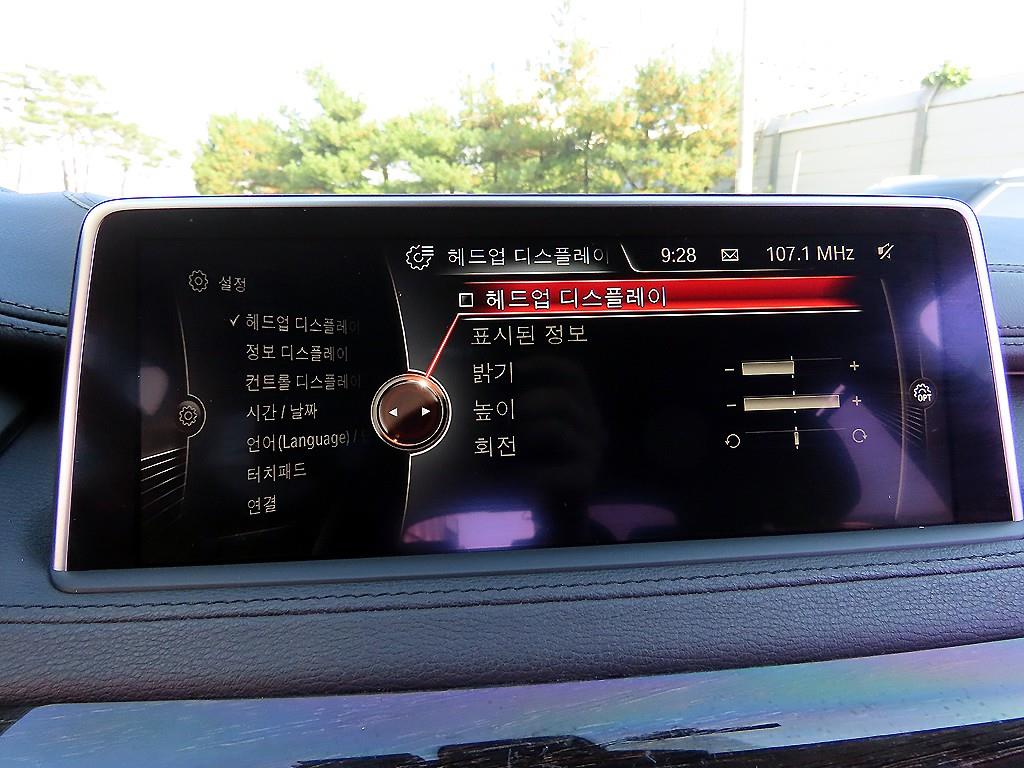 헤드업 디스플레이 9:28 107.1 MHz
설정
✓ 헤드업 디스플레이
정보 디스플레이
컨트롤 디스플레이
시간 / 날짜
언어(Language) /
터치패드
연결
헤드업 디스플레이
표시된 정보
밝기 - +
높이 - +
회전
OPT